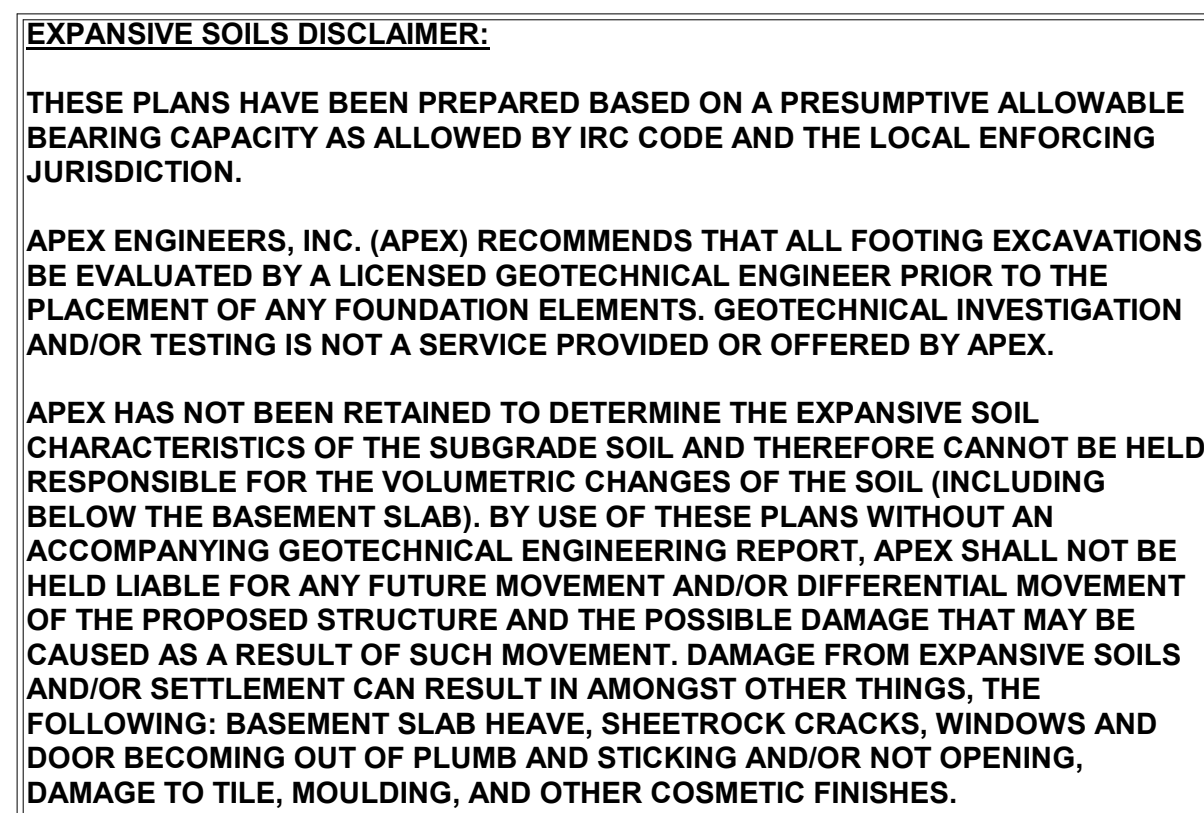 EXPANSIVE SOILS DISCLAIMER:
THESE PLANS HAVE BEEN PREPARED BASED ON A PRESUMPTIVE ALLOWABLE
BEARING CAPACITY AS ALLOWED BY IRC CODE AND THE LOCAL ENFORCING
JURISDICTION.
APEX ENGINEERS, INC. (APEX) RECOMMENDS THAT ALL FOOTING EXCAVATIONS
BE EVALUATED BY A LICENSED GEOTECHNICAL ENGINEER PRIOR TO THE
PLACEMENT OF ANY FOUNDATION ELEMENTS. GEOTECHNICAL INVESTIGATION
AND/OR TESTING IS NOT A SERVICE PROVIDED OR OFFERED BY APEX.
APEX HAS NOT BEEN RETAINED TO DETERMINE THE EXPANSIVE SOIL
CHARACTERISTICS OF THE SUBGRADE SOIL AND THEREFORE CANNOT BE HELD
RESPONSIBLE FOR THE VOLUMETRIC CHANGES OF THE SOIL (INCLUDING
BELOW THE BASEMENT SLAB). BY USE OF THESE PLANS WITHOUT AN
ACCOMPANYING GEOTECHNICAL ENGINEERING REPORT, APEX SHALL NOT BE
HELD LIABLE FOR ANY FUTURE MOVEMENT AND/OR DIFFERENTIAL MOVEMENT
OF THE PROPOSED STRUCTURE AND THE POSSIBLE DAMAGE THAT MAY BE
CAUSED AS A RESULT OF SUCH MOVEMENT. DAMAGE FROM EXPANSIVE SOILS
AND/OR SETTLEMENT CAN RESULT IN AMONGST OTHER THINGS, THE
FOLLOWING: BASEMENT SLAB HEAVE, SHEETROCK CRACKS, WINDOWS AND
DOOR BECOMING OUT OF PLUMB AND STICKING AND/OR NOT OPENING,
DAMAGE TO TILE, MOULDING, AND OTHER COSMETIC FINISHES.